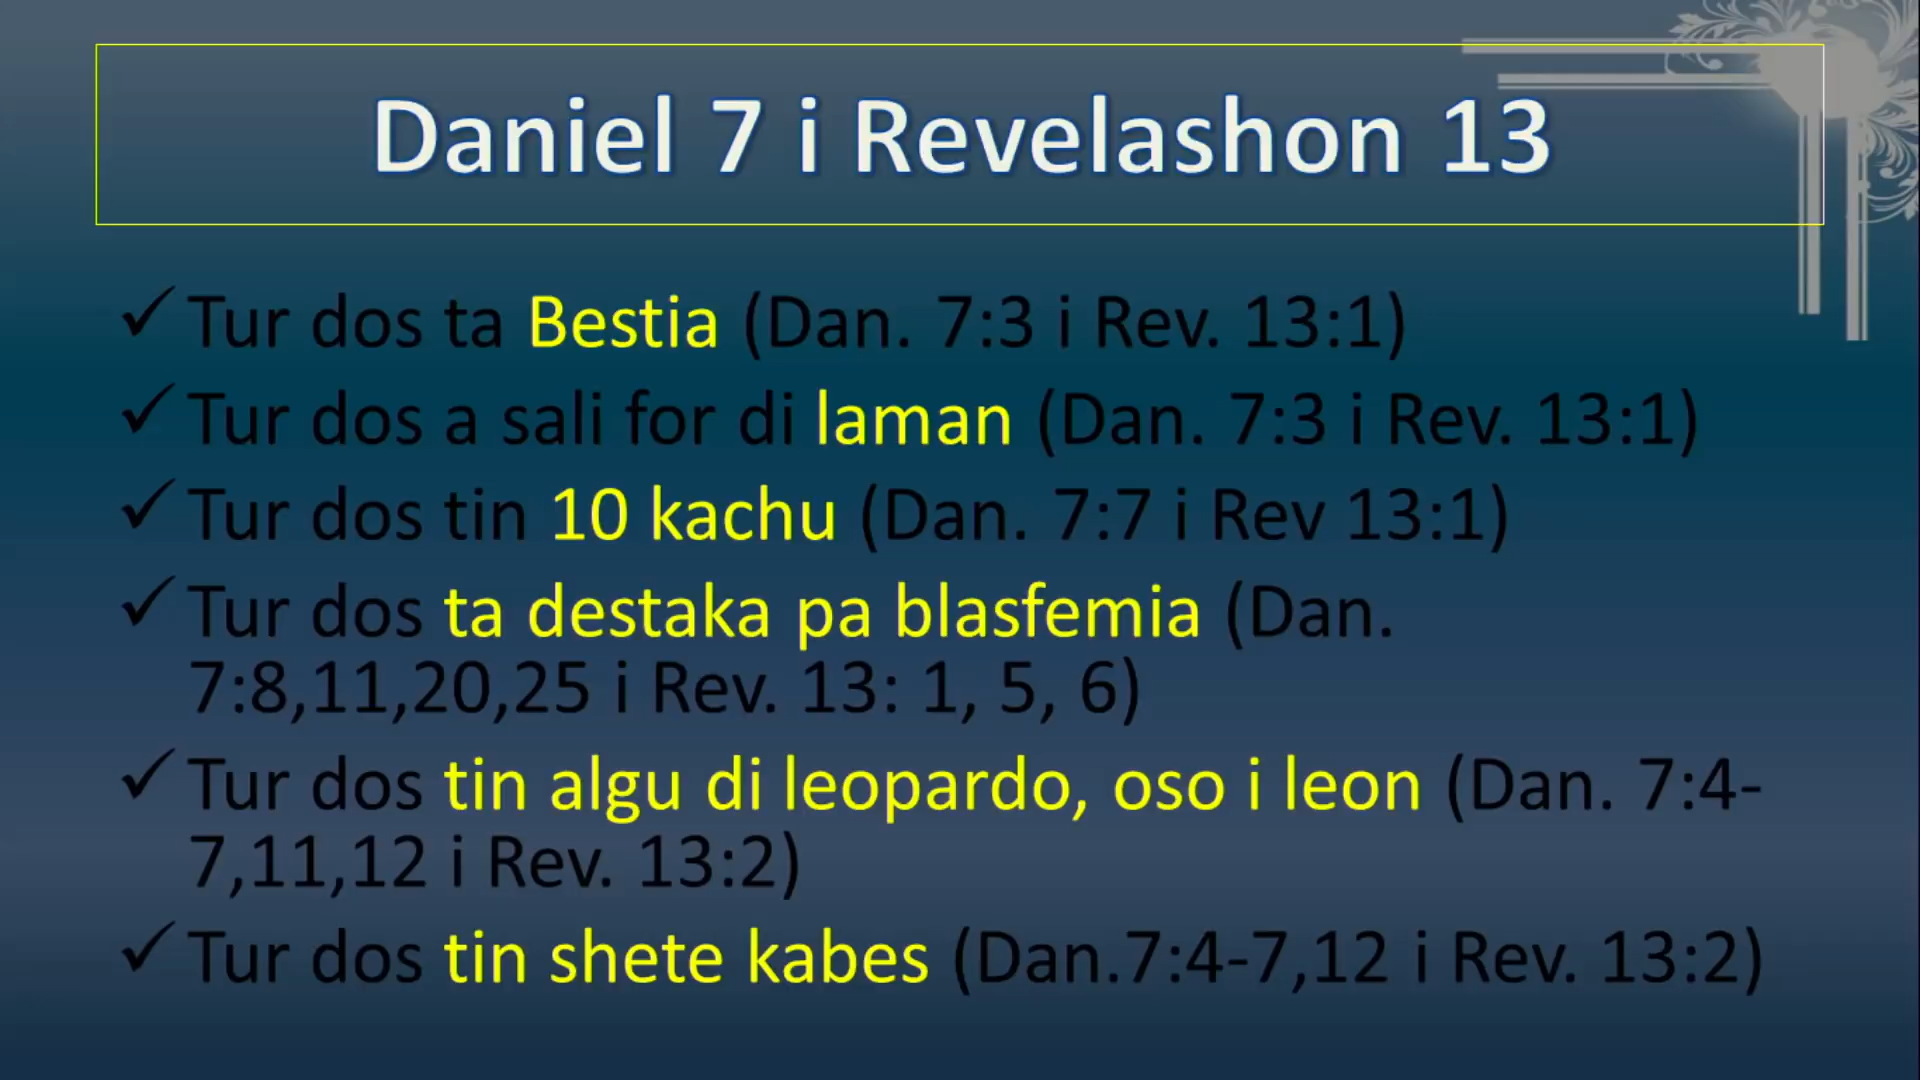 Daniel 7 i Revelashon 13
✓ Tur dos ta Bestia (Dan. 7:3 i Rev. 13:1)
✓ Tur dos a sali for di laman (Dan. 7:3 i Rev. 13:1)
✓ Tur dos tin 10 kachu (Dan. 7:7 i Rev 13:1)
✓ Tur dos ta destaka pa blasfemia (Dan.
7:8,11,20,25 i Rev. 13: 1, 5, 6)
✓ Tur dos tin algu di leopardo, oso i leon (Dan. 7:4-
7,11,12 i Rev. 13:2)
✓ Tur dos tin shete kabes (Dan.7:4-7,12 i Rev. 13:2)